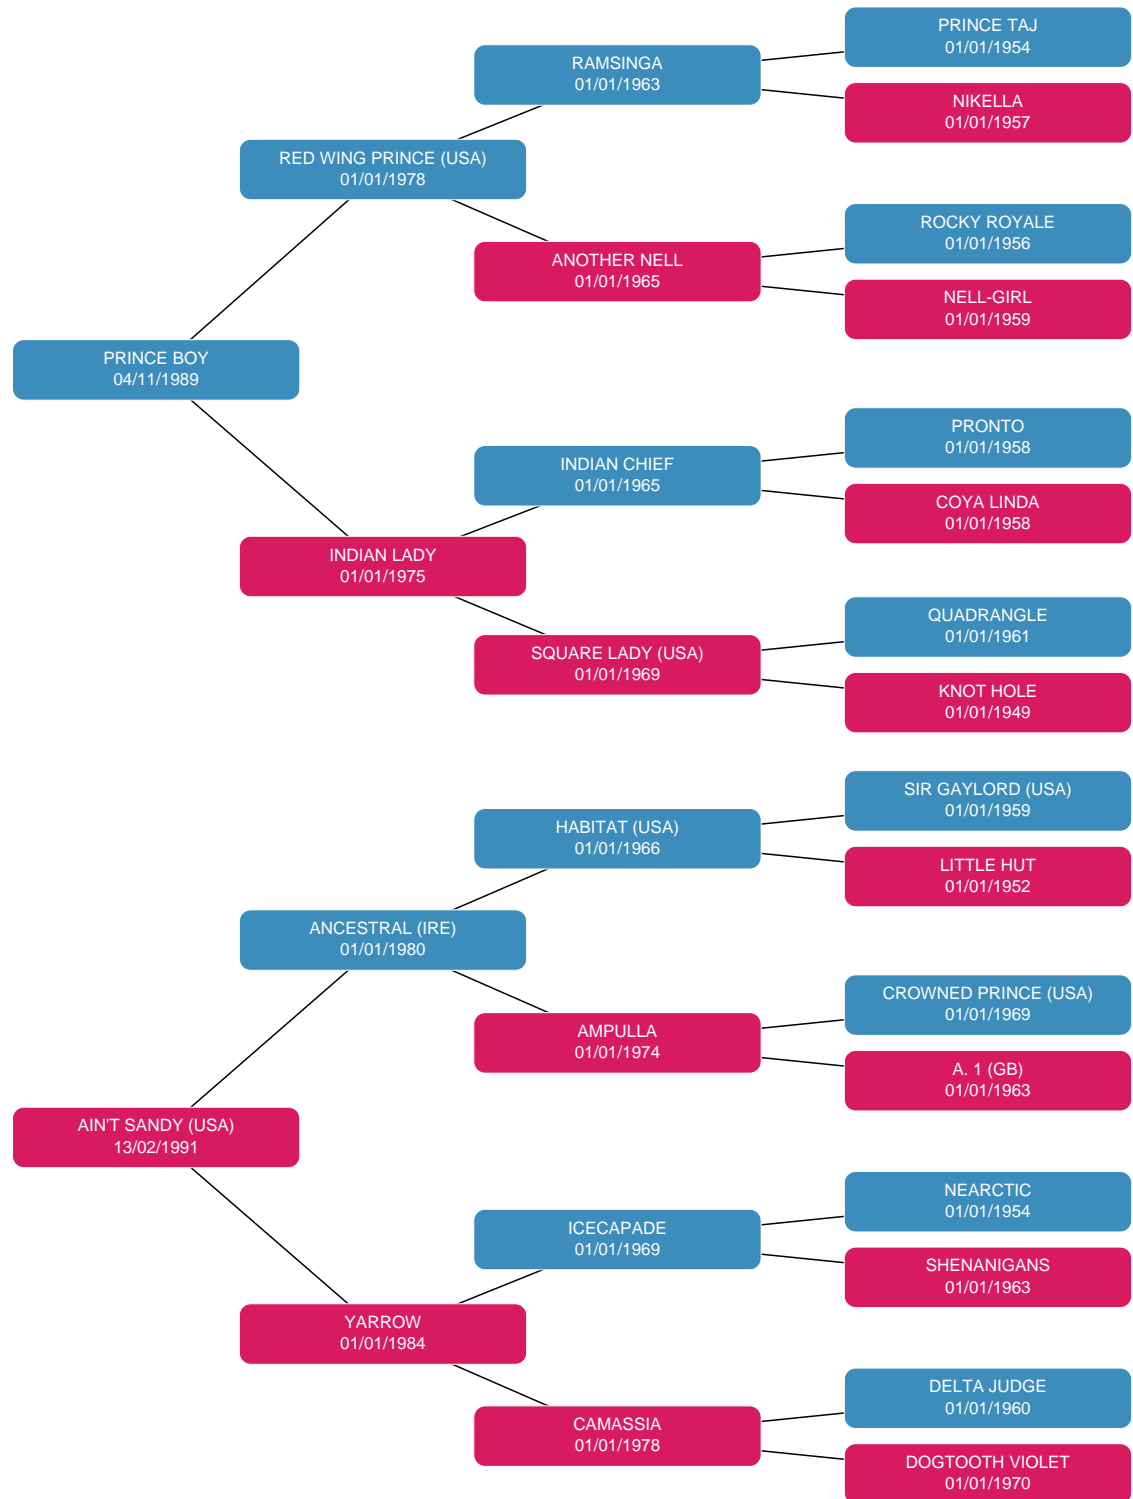 PRINCE TAJ
01/01/1954
RAMSINGA
01/01/1963
NIKELLA
01/01/1957
RED WING PRINCE (USA)
01/01/1978
ROCKY ROYALE
01/01/1956
ANOTHER NELL
01/01/1965
NELL-GIRL
01/01/1959
PRINCE BOY
04/11/1989
PRONTO
01/01/1958
INDIAN CHIEF
01/01/1965
COYA LINDA
01/01/1958
INDIAN LADY
01/01/1975
QUADRANGLE
01/01/1961
SQUARE LADY (USA)
01/01/1969
KNOT HOLE
01/01/1949
SIR GAYLORD (USA)
01/01/1959
HABITAT (USA)
01/01/1966
LITTLE HUT
01/01/1952
ANCESTRAL (IRE)
01/01/1980
CROWNED PRINCE (USA)
01/01/1969
AMPULLA
01/01/1974
A. 1 (GB)
01/01/1963
AIN'T SANDY (USA)
13/02/1991
NEARCTIC
01/01/1954
ICECAPADE
01/01/1969
SHENANIGANS
01/01/1963
YARROW
01/01/1984
DELTA JUDGE
01/01/1960
CAMASSIA
01/01/1978
DOGTOOTH VIOLET
01/01/1970